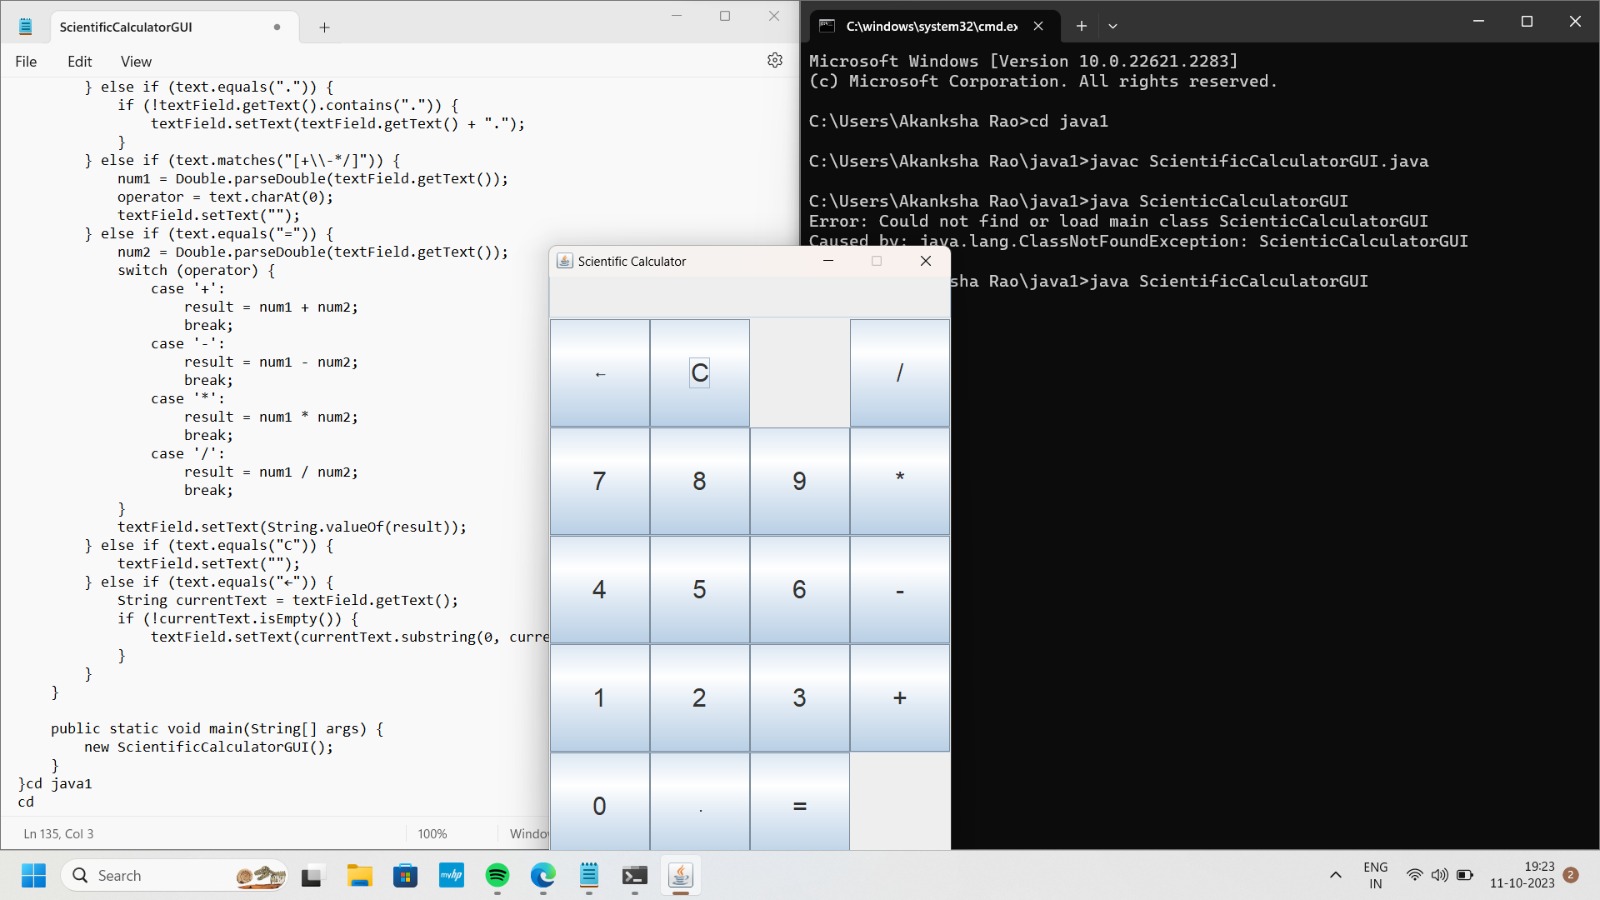 ScientificCalculatorGUI
File Edit View
} else if (text.equals(".")) {
if (!textField.getText().contains(".")) {
textField.setText(textField.getText() + ".");
}
} else if (text.matches("[+\\-*/]")) {
num1 = Double.parseDouble(textField.getText());
operator = text.charAt(0);
textField.setText("");
} else if (text.equals("=")) {
num2 = Double.parseDouble(textField.getText());
switch (operator) {
case '+':
result = num1 + num2;
break;
case '-':
result = num1 - num2;
break;
case '*':
result = num1 * num2;
break;
case '/':
result = num1 / num2;
break;
}
textField.setText(String.valueOf(result));
} else if (text.equals("C")) {
textField.setText("");
} else if (text.equals("←")) {
String currentText = textField.getText();
if (!currentText.isEmpty()) {
textField.setText(currentText.substring(0, curre
}
}
}
public static void main(String[] args) {
new ScientificCalculatorGUI();
}
}cd java1
cd
Ln 135, Col 3 100% Windo
C:\windows\system32\cmd.ex
Microsoft Windows [Version 10.0.22621.2283]
(c) Microsoft Corporation. All rights reserved.
C:\Users\Akanksha Rao>cd java1
C:\Users\Akanksha Rao\java1>javac ScientificCalculatorGUI.java
C:\Users\Akanksha Rao\java1>java ScienticCalculatorGUI
Error: Could not find or load main class ScienticCalculatorGUI
Caused by: java.lang.ClassNotFoundException: ScienticCalculatorGUI
sha Rao\java1>java ScientificCalculatorGUI
Scientific Calculator
← C /
7 8 9 *
4 5 6 -
1 2 3 +
0 . =
Search
myhp
ENG
IN
19:23
11-10-2023
2